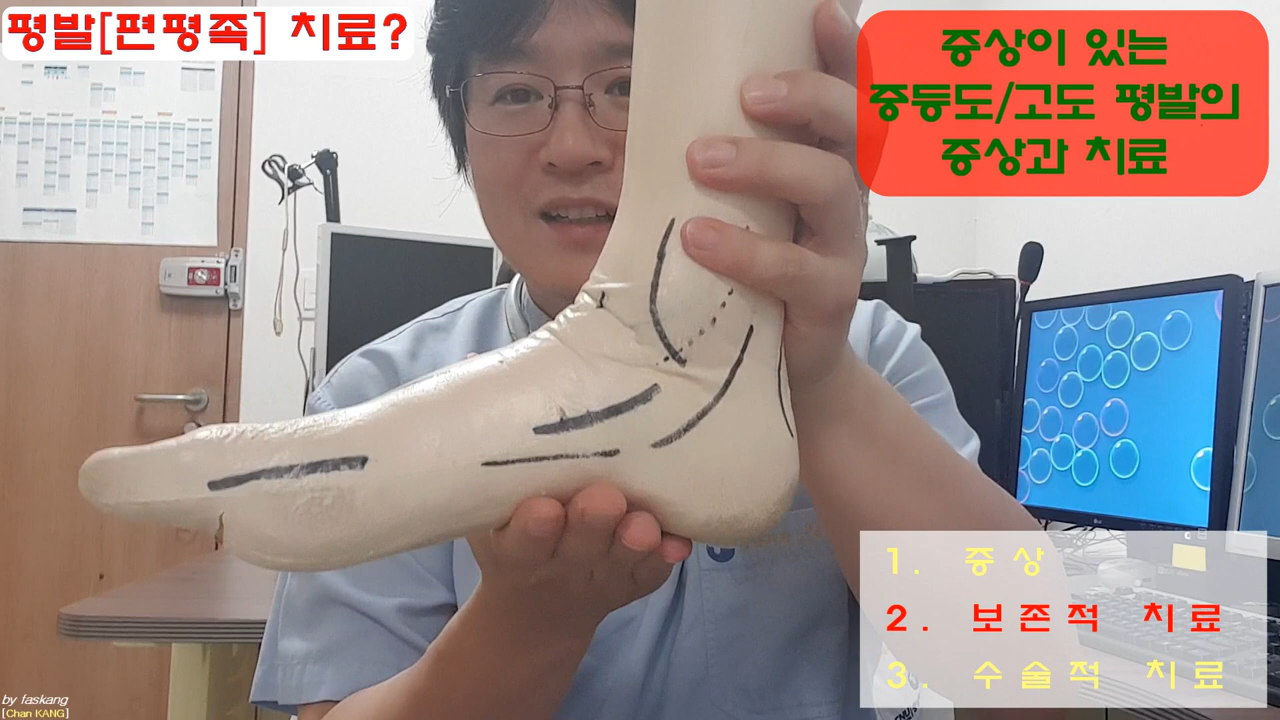 평발[편평족] 치료?
증상이 있는
중등도/고도 평발의
증상과 치료
1. 증상
2. 보존적 치료
3. 수술적 치료
by faskang
[Chan KANG]